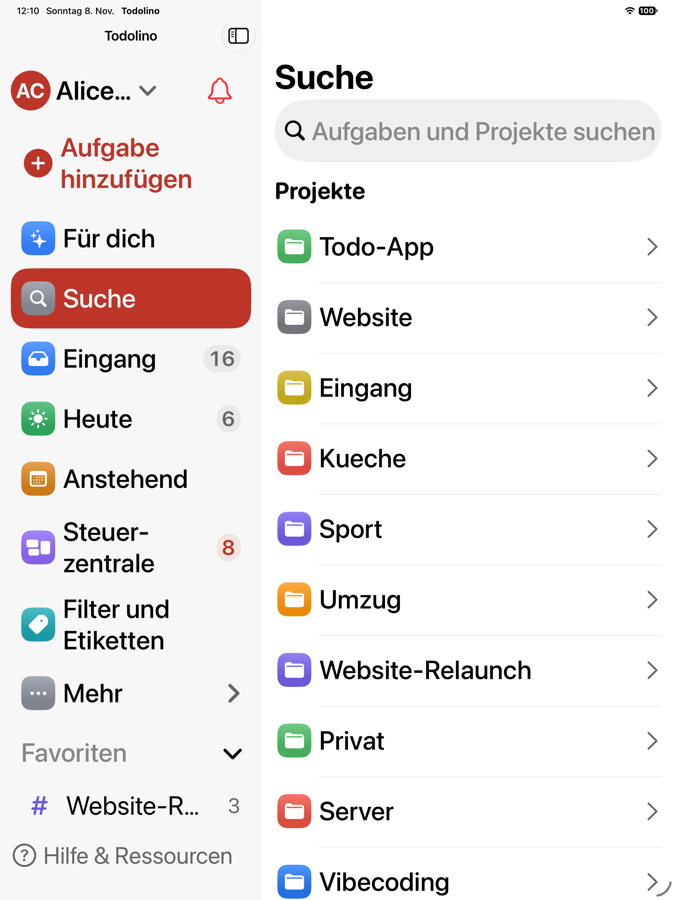 12:10 Sonntag 8. Nov. Todolino
100
Todolino
AC Alice...
Aufgabe
hinzufügen
Für dich
Suche
Eingang 16
Heute 6
Anstehend
Steuer-
zentrale
8
Filter und
Etiketten
Mehr
Favoriten
# Website-R... 3
? Hilfe & Ressourcen
Suche
Aufgaben und Projekte suchen
Projekte
Todo-App
Website
Eingang
Kueche
Sport
Umzug
Website-Relaunch
Privat
Server
Vibecoding